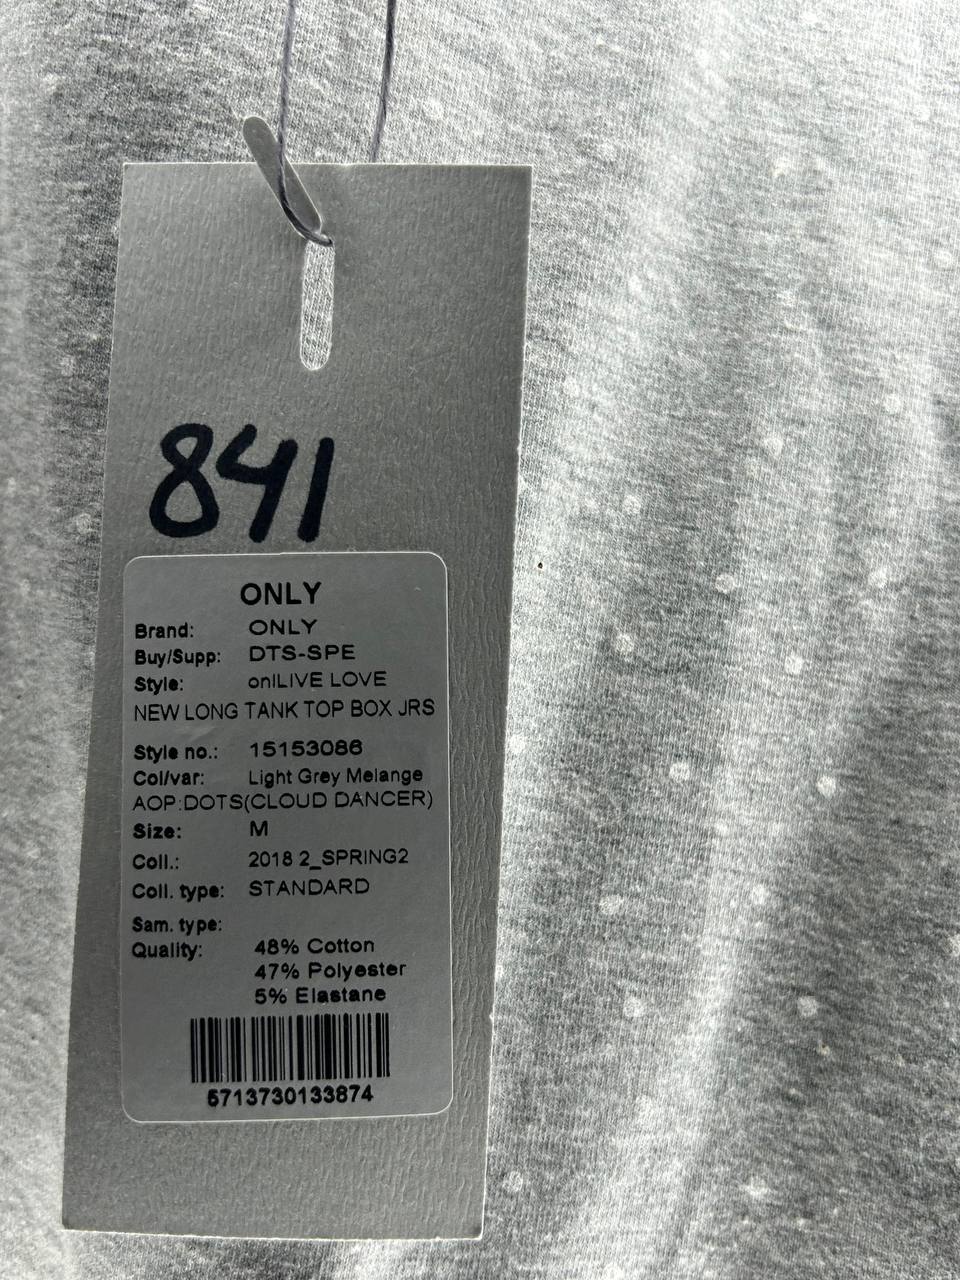 841
ONLY
Brand: ONLY
Buy/Supp: DTS-SPE
Style: onlLIVE LOVE
NEW LONG TANK TOP BOX JRS
Style no.: 15153086
Col/var: Light Grey Melange
AOP:DOTS(CLOUD DANCER)
Size: M
Coll.: 2018 2_SPRING2
Coll. type: STANDARD
Sam. type:
Quality: 48% Cotton
47% Polyester
5% Elastane
5713730133874